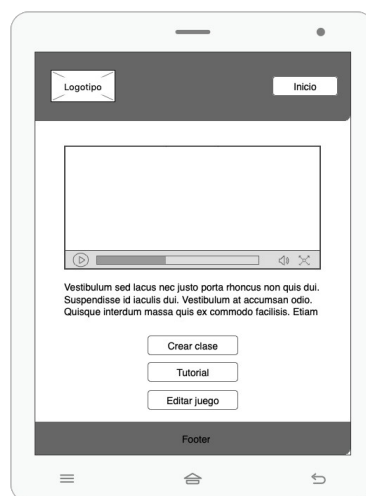 Logotipo
Inicio
Vestibulum sed lacus nec justo porta rhoncus non quis dui.
Suspendisse id iaculis dui. Vestibulum at accumsan odio.
Quisque interdum massa quis ex commodo facilisis. Etiam
Crear clase
Tutorial
Editar juego
Footer